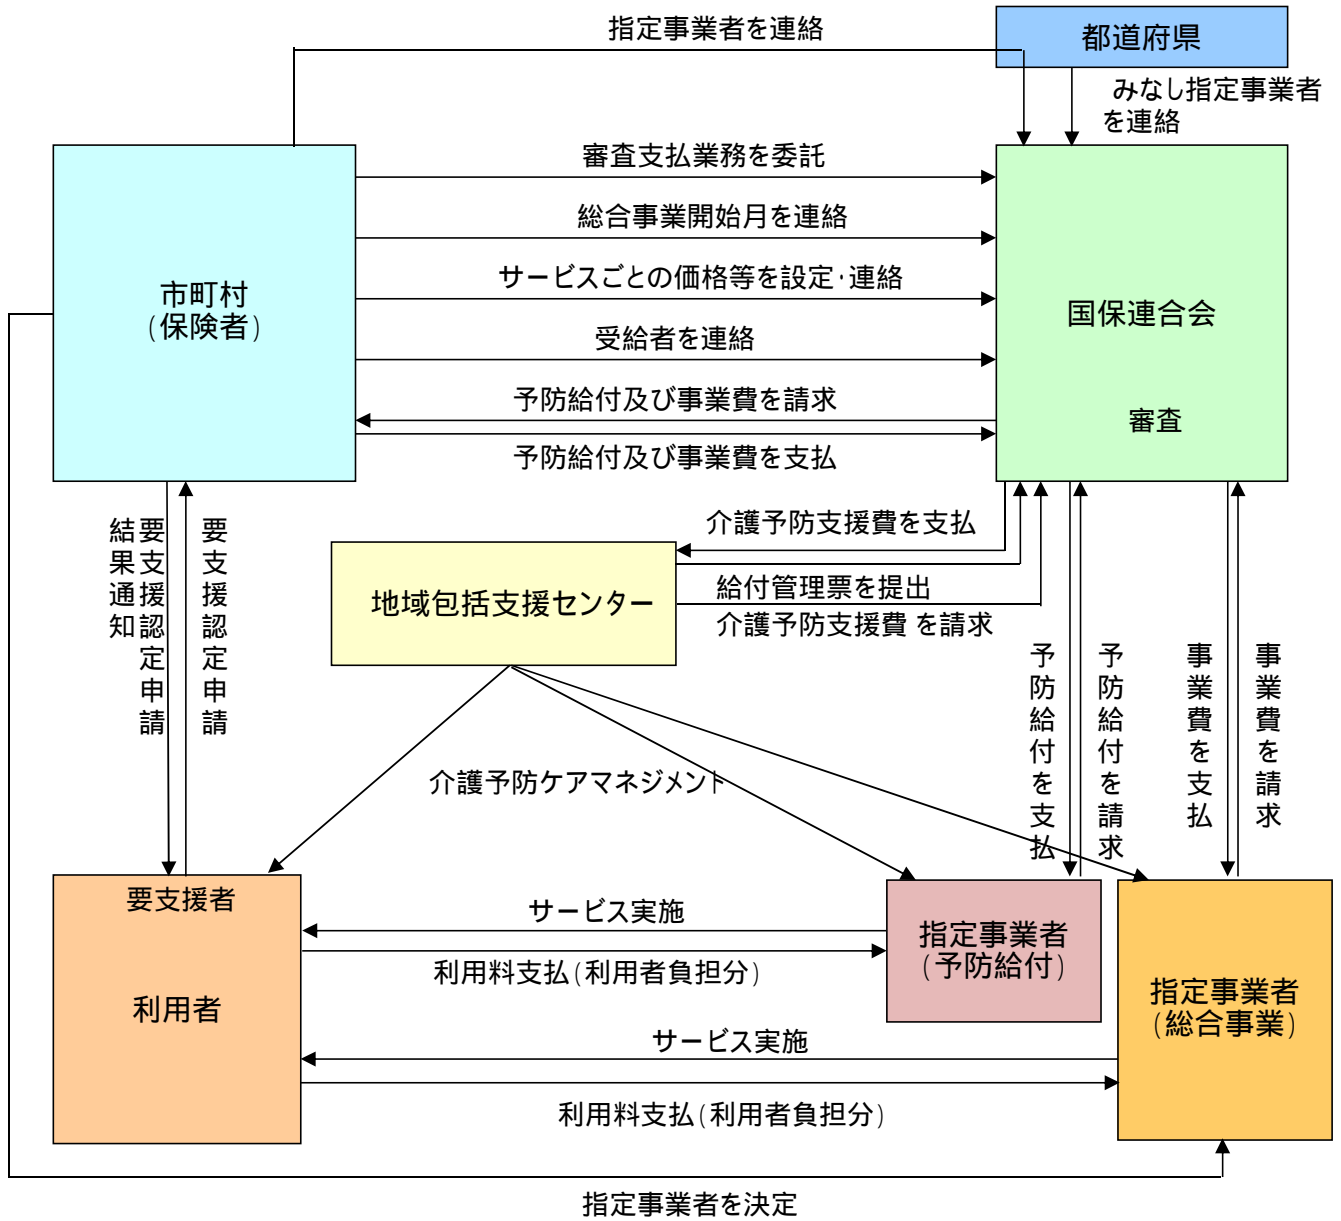 指定事業者を連絡
都道府県
みなし指定事業者
を連絡
審査支払業務を委託
総合事業開始月を連絡
サービスごとの価格等を設定・連絡
受給者を連絡
予防給付及び事業費を請求
予防給付及び事業費を支払
市町村
(保険者)
国保連合会
審査
要支援認定申請
結果通知
要支援認定申請
介護予防支援費を支払
地域包括支援センター
給付管理票を提出
介護予防支援費 を請求
予防給付を支払
予防給付を請求
事業費を支払
事業費を請求
介護予防ケアマネジメント
要支援者
利用者
サービス実施
利用料支払(利用者負担分)
指定事業者
(予防給付)
指定事業者
(総合事業)
サービス実施
利用料支払(利用者負担分)
指定事業者を決定